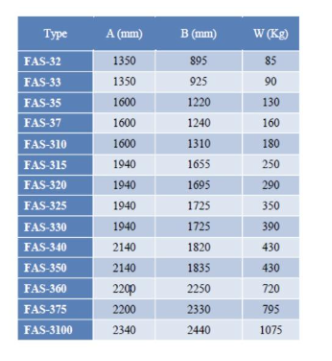 Type A (mm) B (mm) W (Kg)
FAS-32 1350 895 85
FAS-33 1350 925 90
FAS-35 1600 1220 130
FAS-37 1600 1240 160
FAS-310 1600 1310 180
FAS-315 1940 1655 250
FAS-320 1940 1695 290
FAS-325 1940 1725 350
FAS-330 1940 1725 390
FAS-340 2140 1820 430
FAS-350 2140 1835 430
FAS-360 2200 2250 720
FAS-375 2200 2330 795
FAS-3100 2340 2440 1075